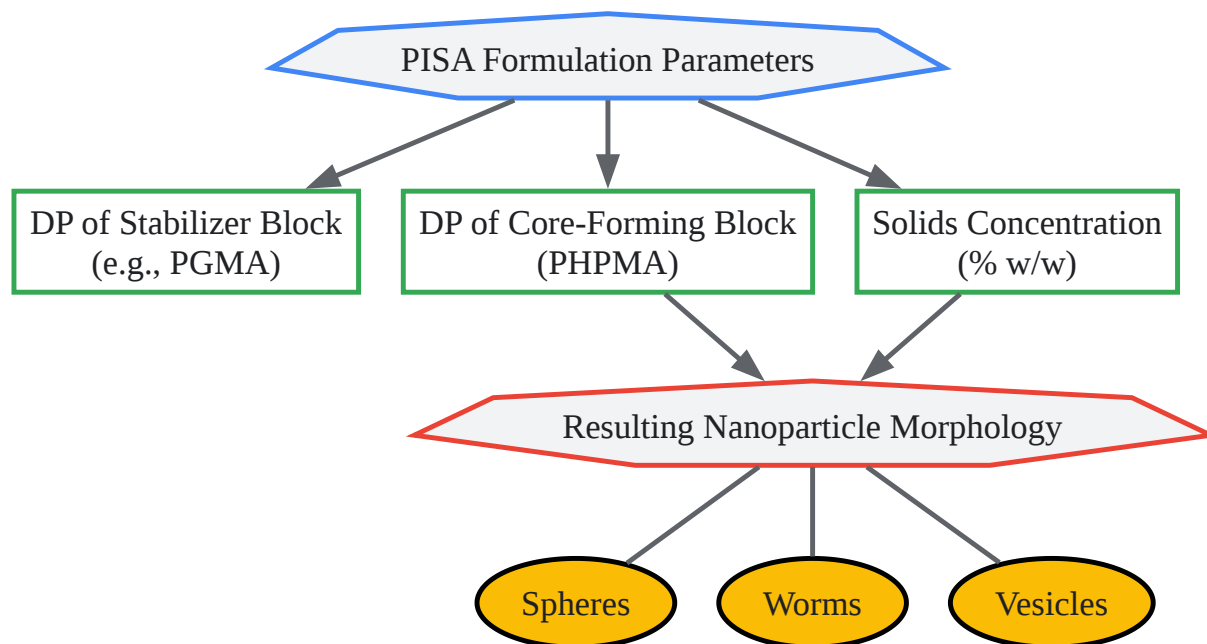 PISA Formulation Parameters
DP of Stabilizer Block
(e.g., PGMA)
DP of Core-Forming Block
(PHPMA)
Solids Concentration
(% w/w)
Resulting Nanoparticle Morphology
Spheres
Worms
Vesicles